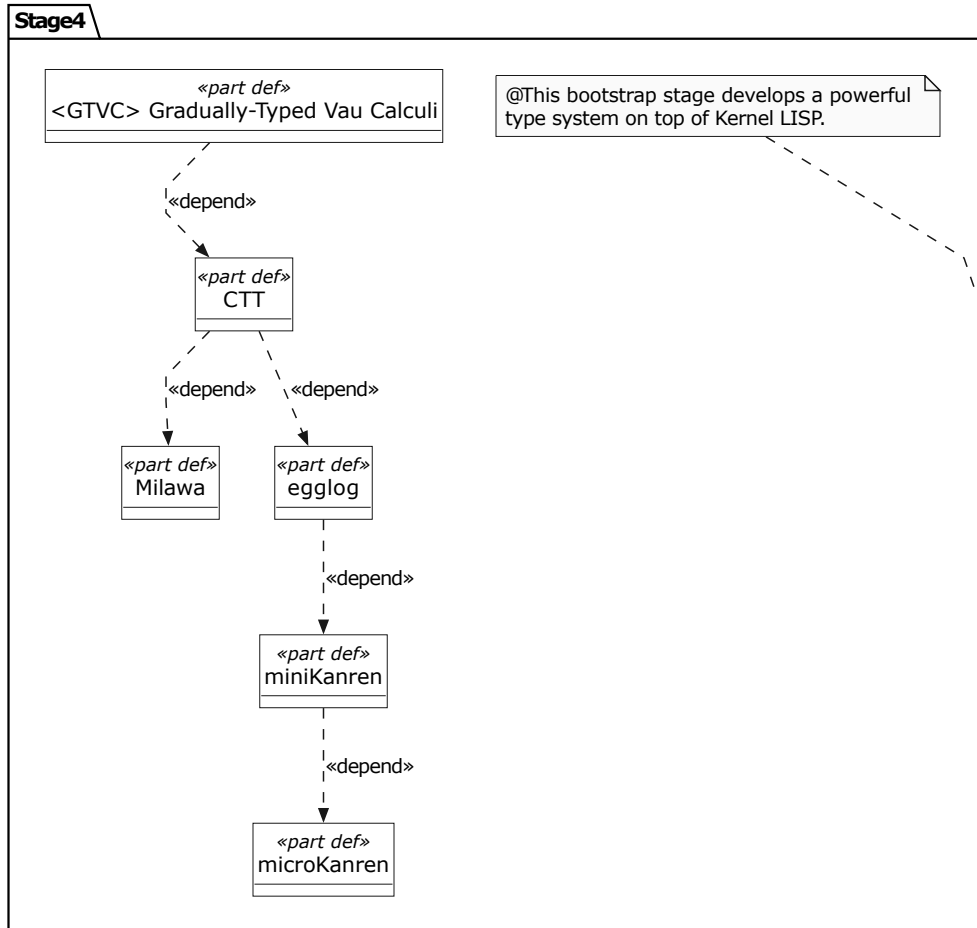 Stage4
«part def»
<GTVC> Gradually-Typed Vau Calculi
@This bootstrap stage develops a powerful
type system on top of Kernel LISP.
«depend»
«part def»
CTT
«depend»
«depend»
«part def»
Milawa
«part def»
egglog
«depend»
«part def»
miniKanren
«depend»
«part def»
microKanren